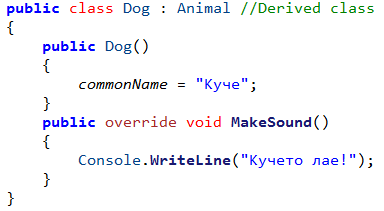 public class Dog : Animal //Derived class
{
public Dog()
{
commonName = "Куче";
}
public override void MakeSound()
{
Console.WriteLine("Кучето лае!");
}
}